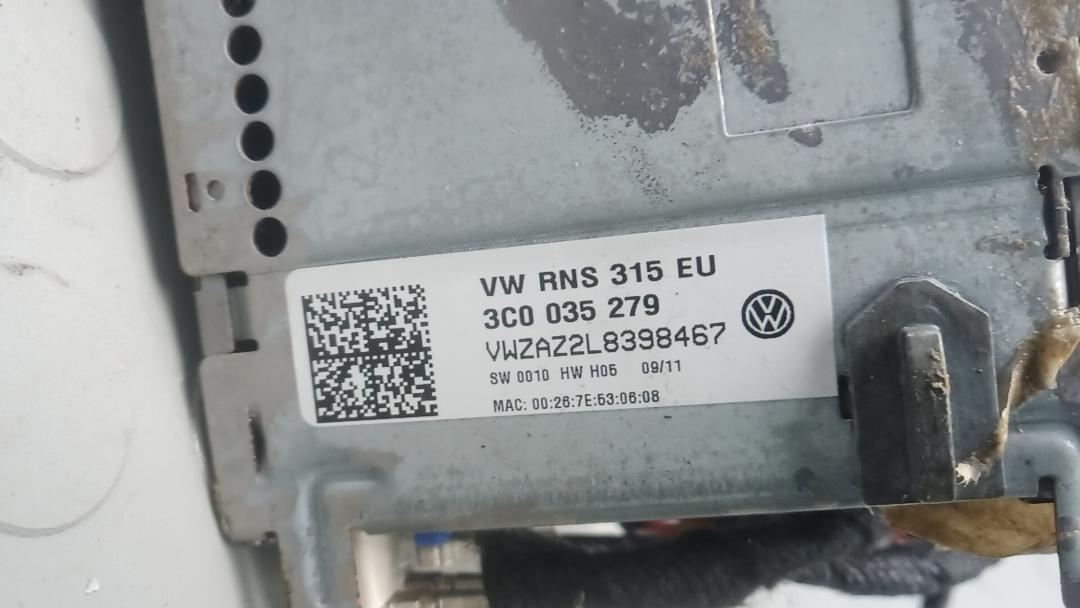 VW RNS 315 EU
3C0 035 279
VWZAZ2L8398467
SW 0010 HW H05 09/11
MAC: 00:26:7E:53:06:08